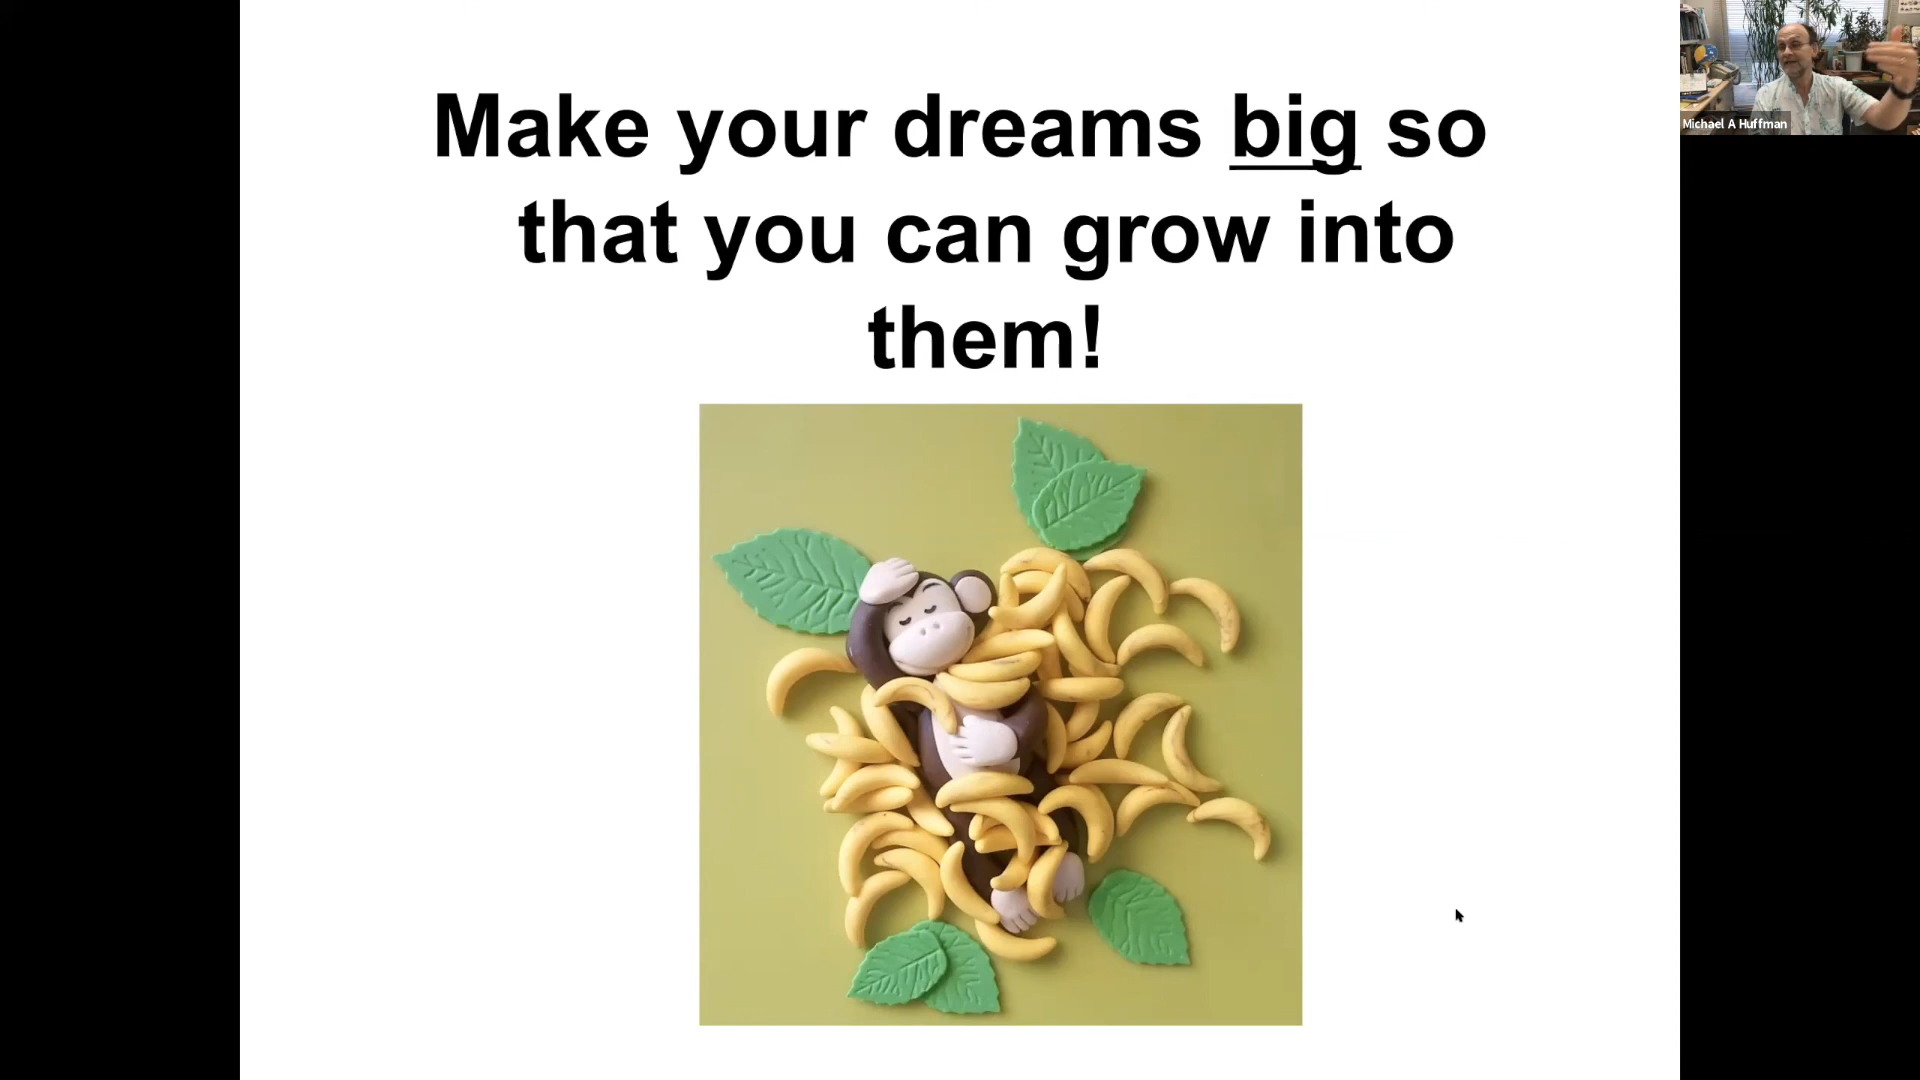 Make your dreams big so
that you can grow into
them!
Michael A Huffman